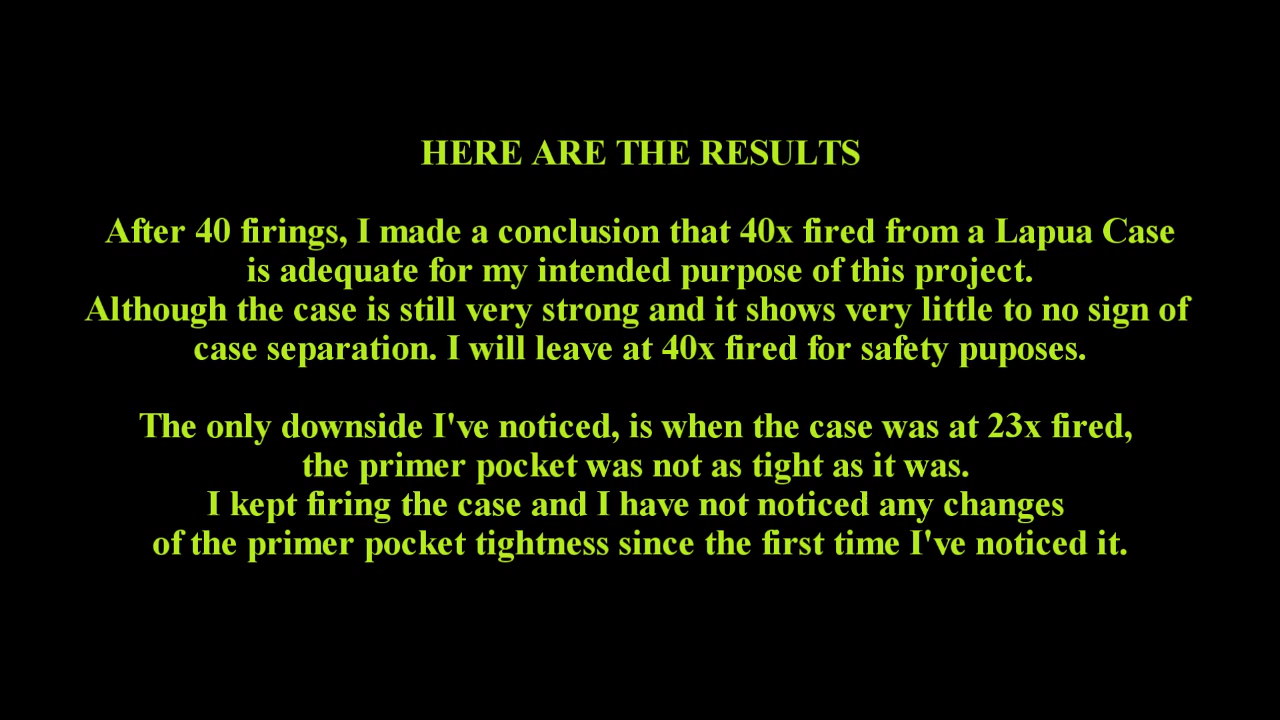 HERE ARE THE RESULTS
After 40 firings, I made a conclusion that 40x fired from a Lapua Case
is adequate for my intended purpose of this project.
Although the case is still very strong and it shows very little to no sign of
case separation. I will leave at 40x fired for safety puposes.
The only downside I've noticed, is when the case was at 23x fired,
the primer pocket was not as tight as it was.
I kept firing the case and I have not noticed any changes
of the primer pocket tightness since the first time I've noticed it.